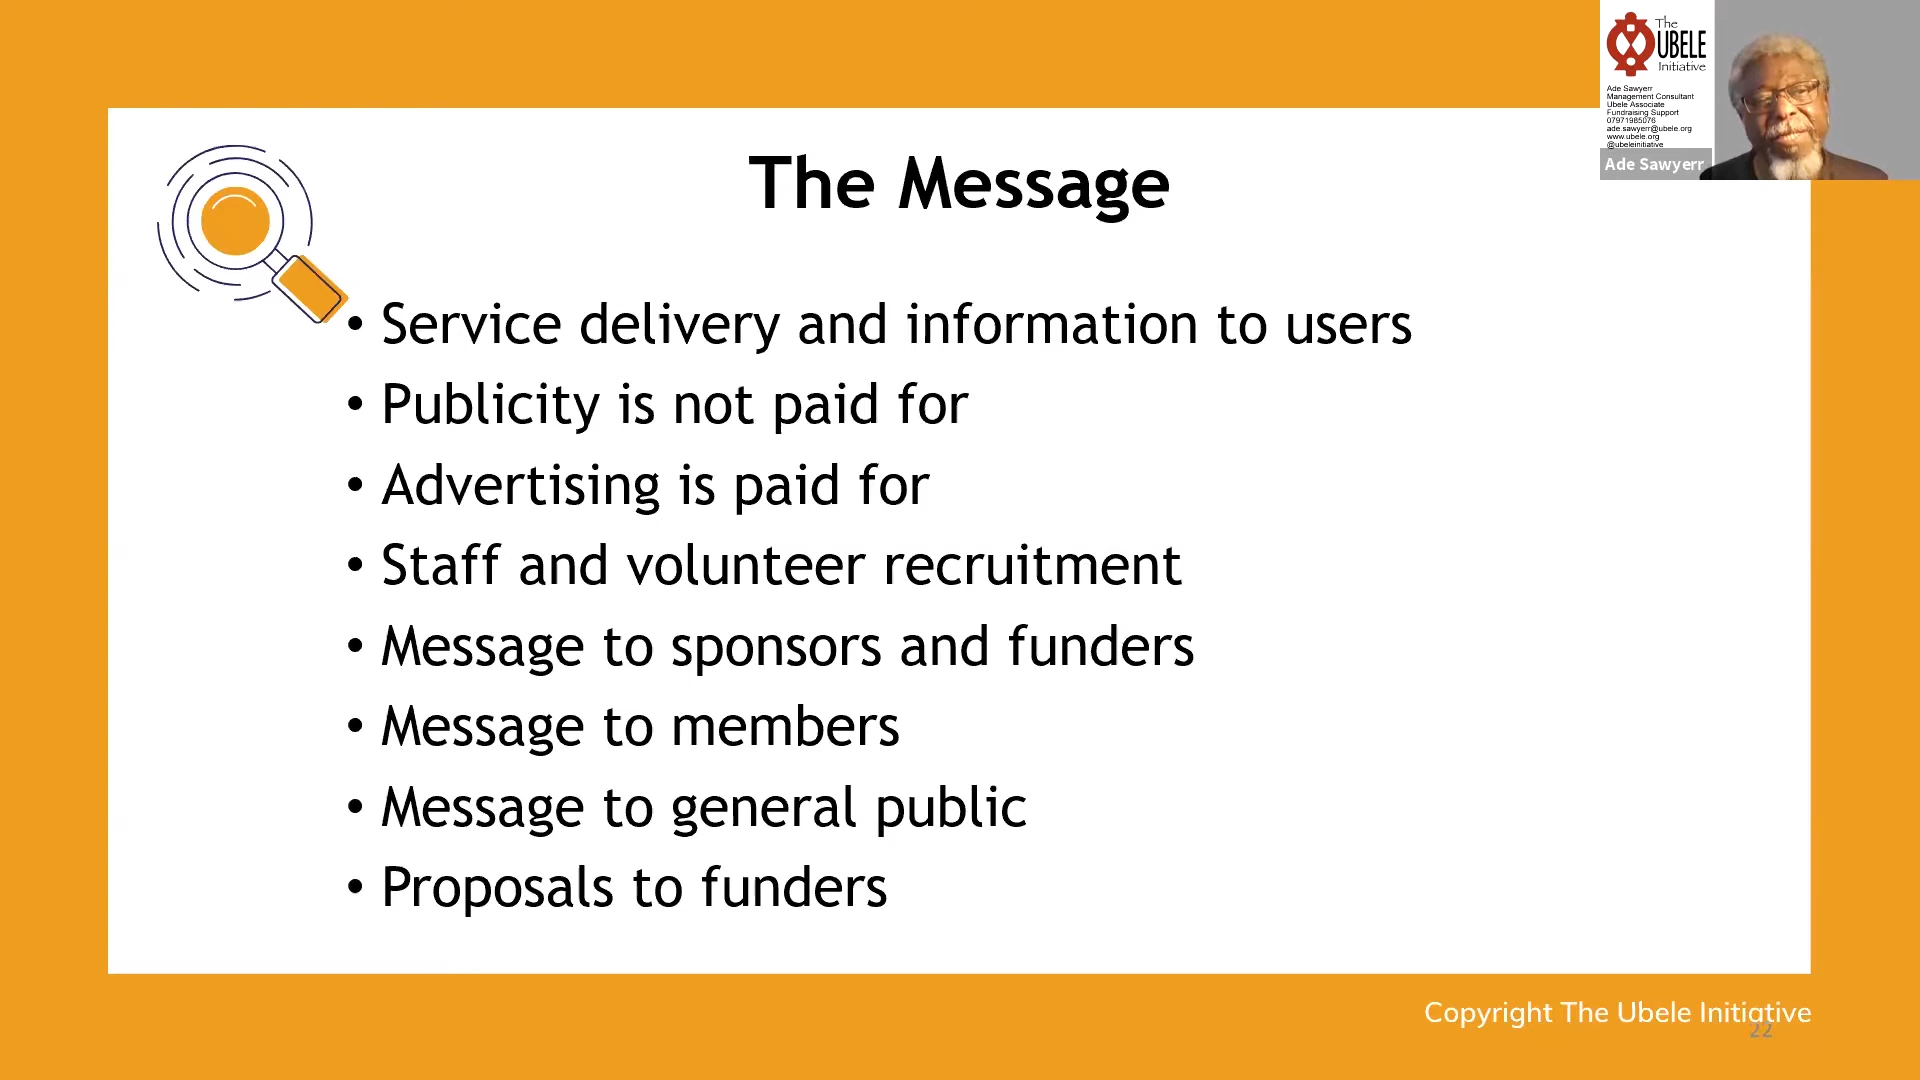 The
UBELE
Initiative
Ade Sawyerr
Management Consultant
Ubele Associate
Fundraising Support
07971985076
ade.sawyerr@ubele.org
www.ubele.org
@ubeleinitiative
Ade Sawyerr
The Message
• Service delivery and information to users
• Publicity is not paid for
• Advertising is paid for
• Staff and volunteer recruitment
• Message to sponsors and funders
• Message to members
• Message to general public
• Proposals to funders
Copyright The Ubele Initiative
22